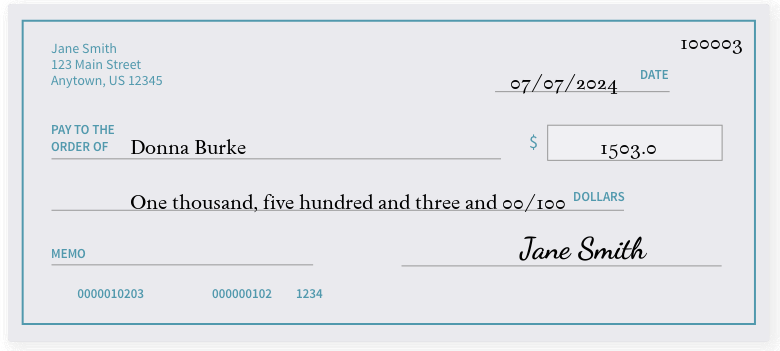 100003
Jane Smith
123 Main Street
Anytown, US 12345
07/07/2024 DATE
PAY TO THE
ORDER OF Donna Burke $ 1503.0
One thousand, five hundred and three and 00/100 DOLLARS
Jane Smith
MEMO
0000010203 000000102 1234